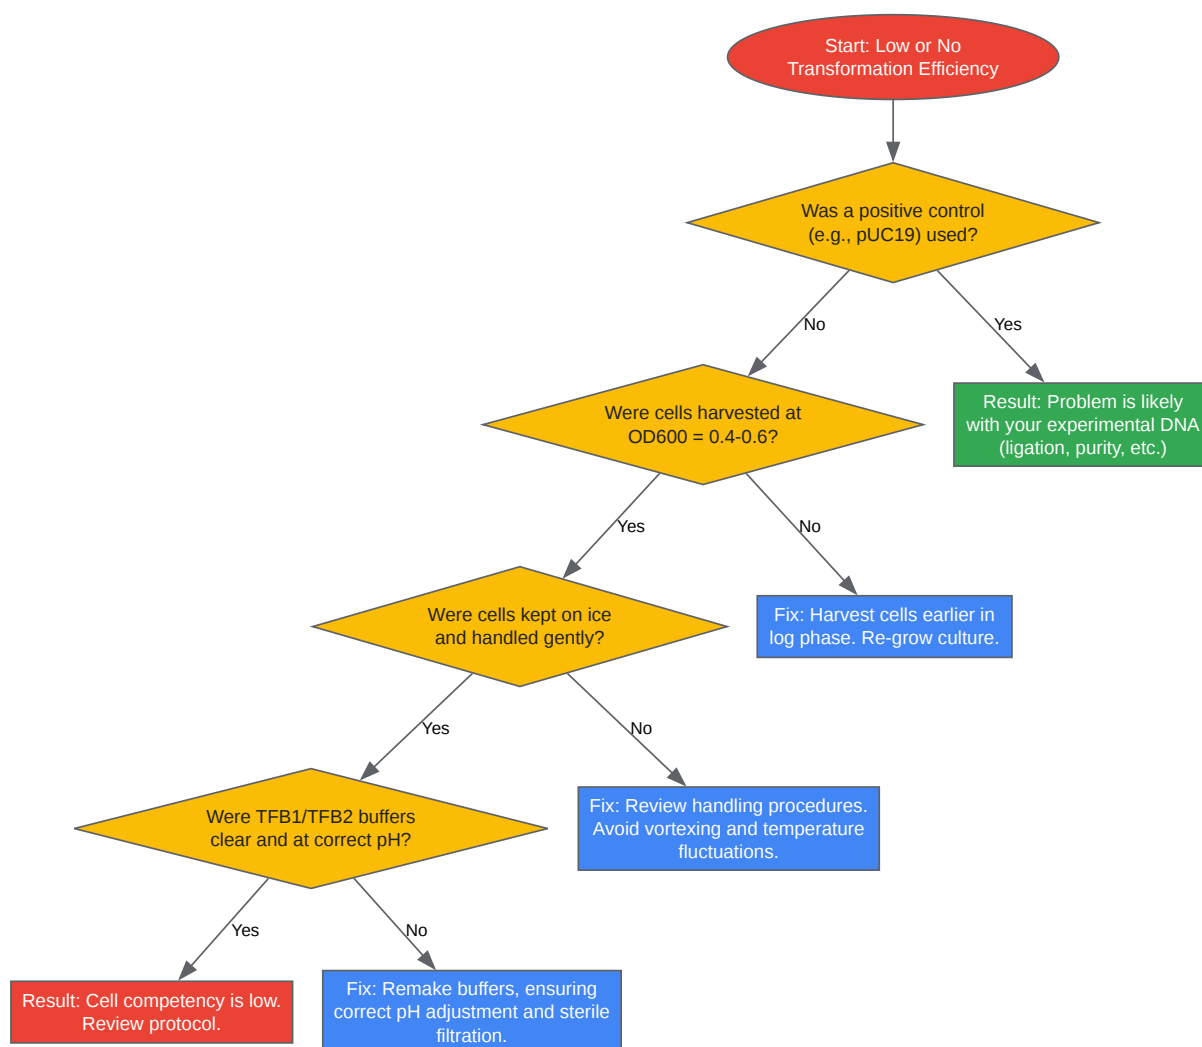 Start: Low or No
Transformation Efficiency
Was a positive control
(e.g., pUC19) used?
No
Yes
Were cells harvested at
OD600 = 0.4-0.6?
Result: Problem is likely
with your experimental DNA
(ligation, purity, etc.)
Yes
No
Were cells kept on ice
and handled gently?
Fix: Harvest cells earlier in
log phase. Re-grow culture.
Yes
No
Were TFB1/TFB2 buffers
clear and at correct pH?
Fix: Review handling procedures.
Avoid vortexing and temperature
fluctuations.
Yes
No
Result: Cell competency is low.
Review protocol.
Fix: Remake buffers, ensuring
correct pH adjustment and sterile
filtration.